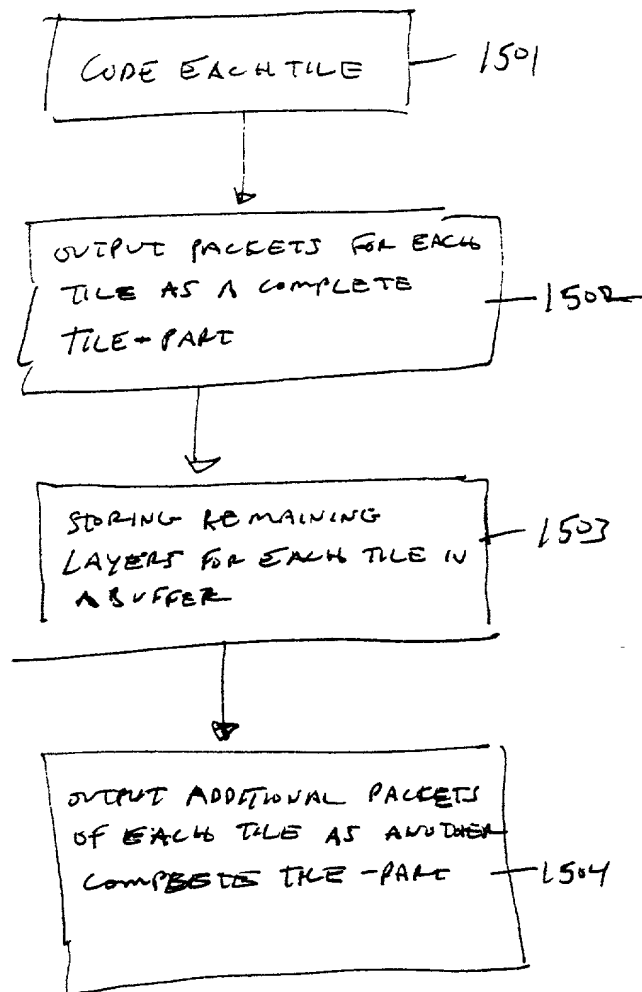 CODE EACH TILE
1501
OUTPUT PACKETS FOR EACH
TILE AS A COMPLETE
TILE-PART
1502
STORING REMAINING
LAYERS FOR EACH TILE IN
A BUFFER
1503
OUTPUT ADDITIONAL PACKETS
OF EACH TILE AS ANOTHER
COMPLETE TILE-PART
1504